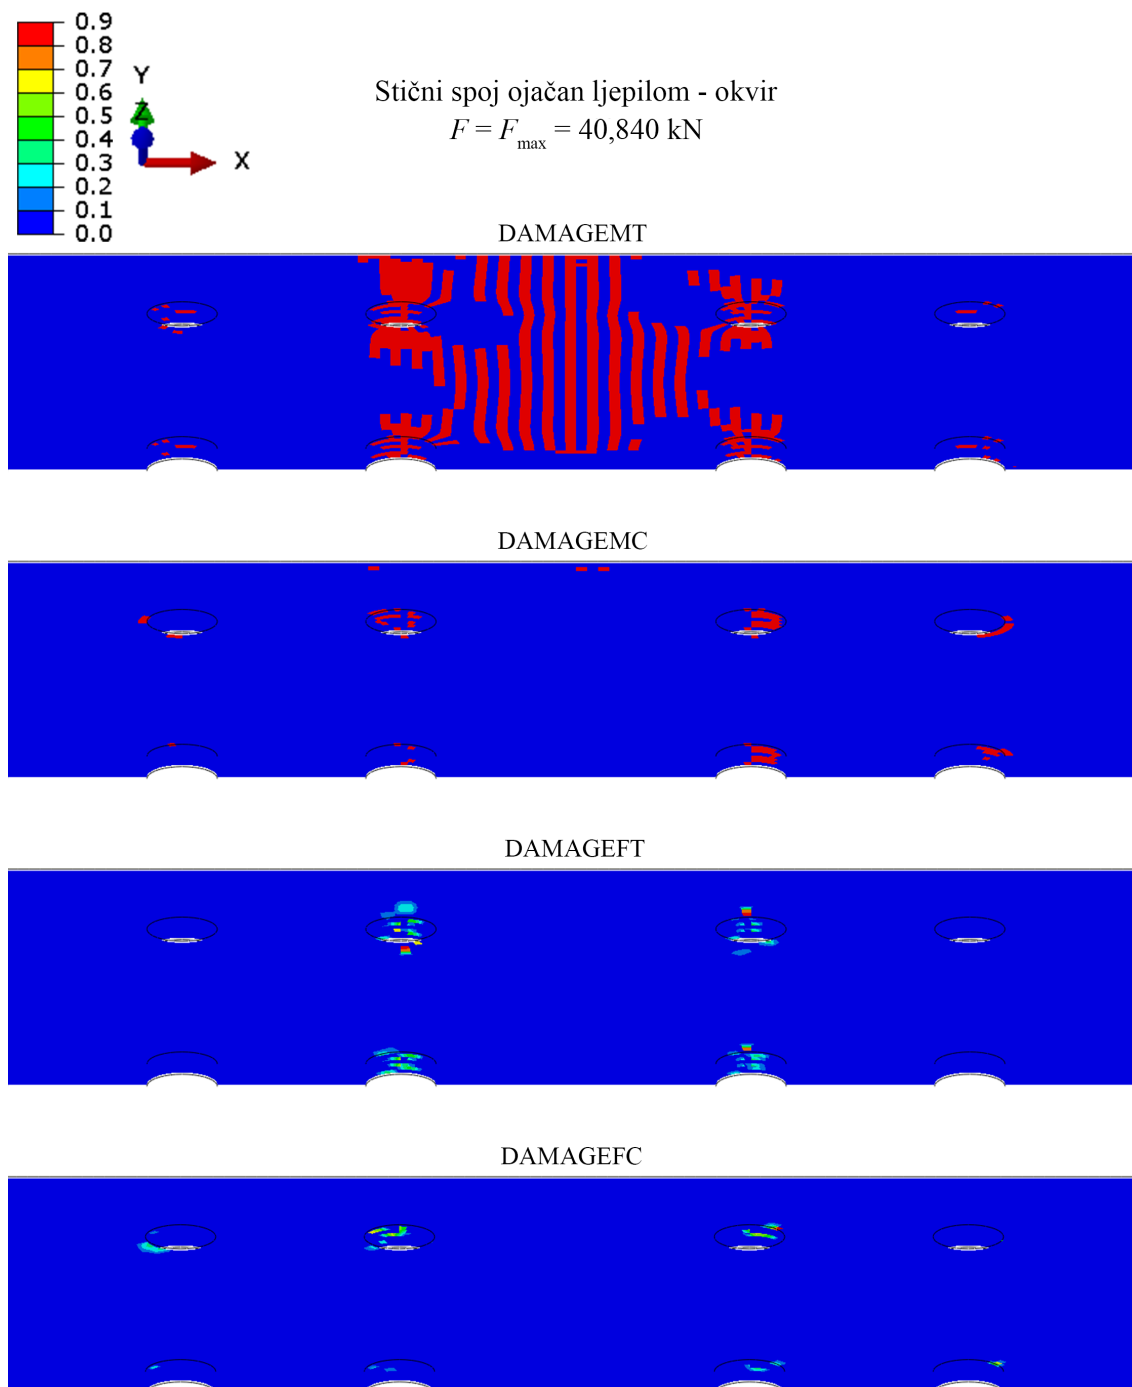 0.9
0.8
0.7
0.6
0.5
0.4
0.3
0.2
0.1
0.0
Y
Z
X
Stični spoj ojačan ljepilom - okvir
F = Fmax = 40,840 kN
DAMAGEMT
DAMAGEMC
DAMAGEFT
DAMAGEFC